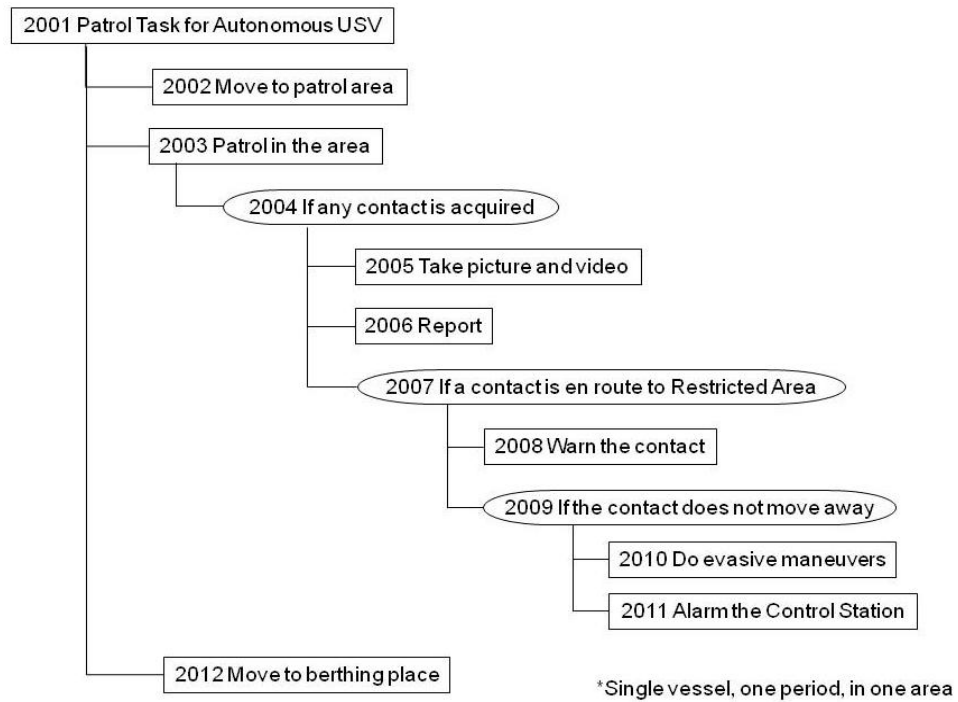 2001 Patrol Task for Autonomous USV
2002 Move to patrol area
2003 Patrol in the area
2004 If any contact is acquired
2005 Take picture and video
2006 Report
2007 If a contact is en route to Restricted Area
2008 Warn the contact
2009 If the contact does not move away
2010 Do evasive maneuvers
2011 Alarm the Control Station
2012 Move to berthing place
*Single vessel, one period, in one area